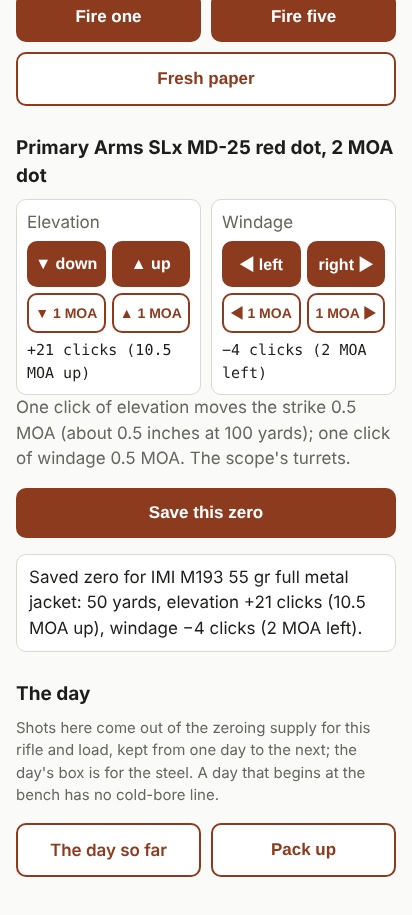 Fire one
Fire five
Fresh paper
Primary Arms SLx MD-25 red dot, 2 MOA
dot
Elevation
▼ down
▲ up
▼ 1 MOA
▲ 1 MOA
+21 clicks (10.5
MOA up)
Windage
◀ left
right ▶
◀ 1 MOA
1 MOA ▶
−4 clicks (2 MOA
left)
One click of elevation moves the strike 0.5
MOA (about 0.5 inches at 100 yards); one click
of windage 0.5 MOA. The scope's turrets.
Save this zero
Saved zero for IMI M193 55 gr full metal
jacket: 50 yards, elevation +21 clicks (10.5
MOA up), windage −4 clicks (2 MOA left).
The day
Shots here come out of the zeroing supply for this
rifle and load, kept from one day to the next; the
day's box is for the steel. A day that begins at the
bench has no cold-bore line.
The day so far
Pack up